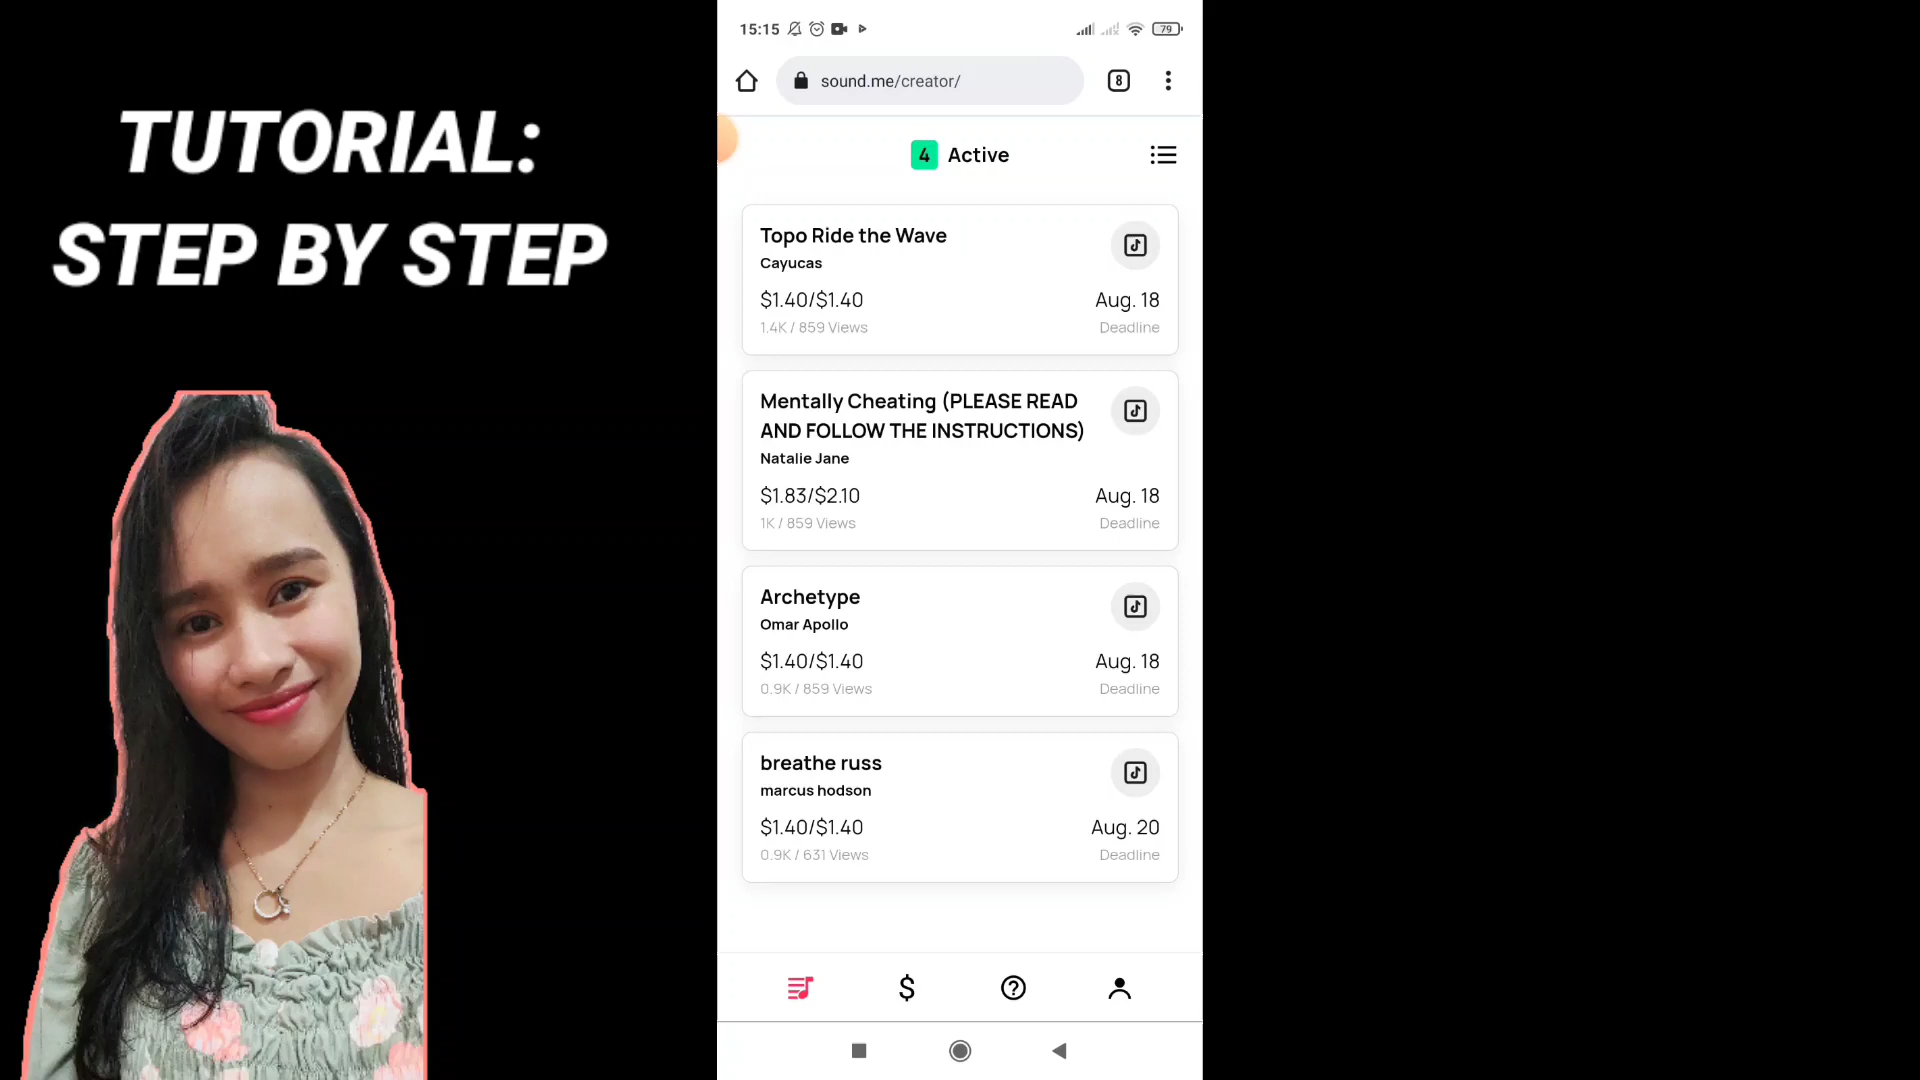 TUTORIAL:
STEP BY STEP
15:15
79
sound.me/creator/
8
4 Active
Topo Ride the Wave
Cayucas
$1.40/$1.40
Aug. 18
1.4K / 859 Views
Deadline
Mentally Cheating (PLEASE READ
AND FOLLOW THE INSTRUCTIONS)
Natalie Jane
$1.83/$2.10
Aug. 18
1K / 859 Views
Deadline
Archetype
Omar Apollo
$1.40/$1.40
Aug. 18
0.9K / 859 Views
Deadline
breathe russ
marcus hodson
$1.40/$1.40
Aug. 20
0.9K / 631 Views
Deadline